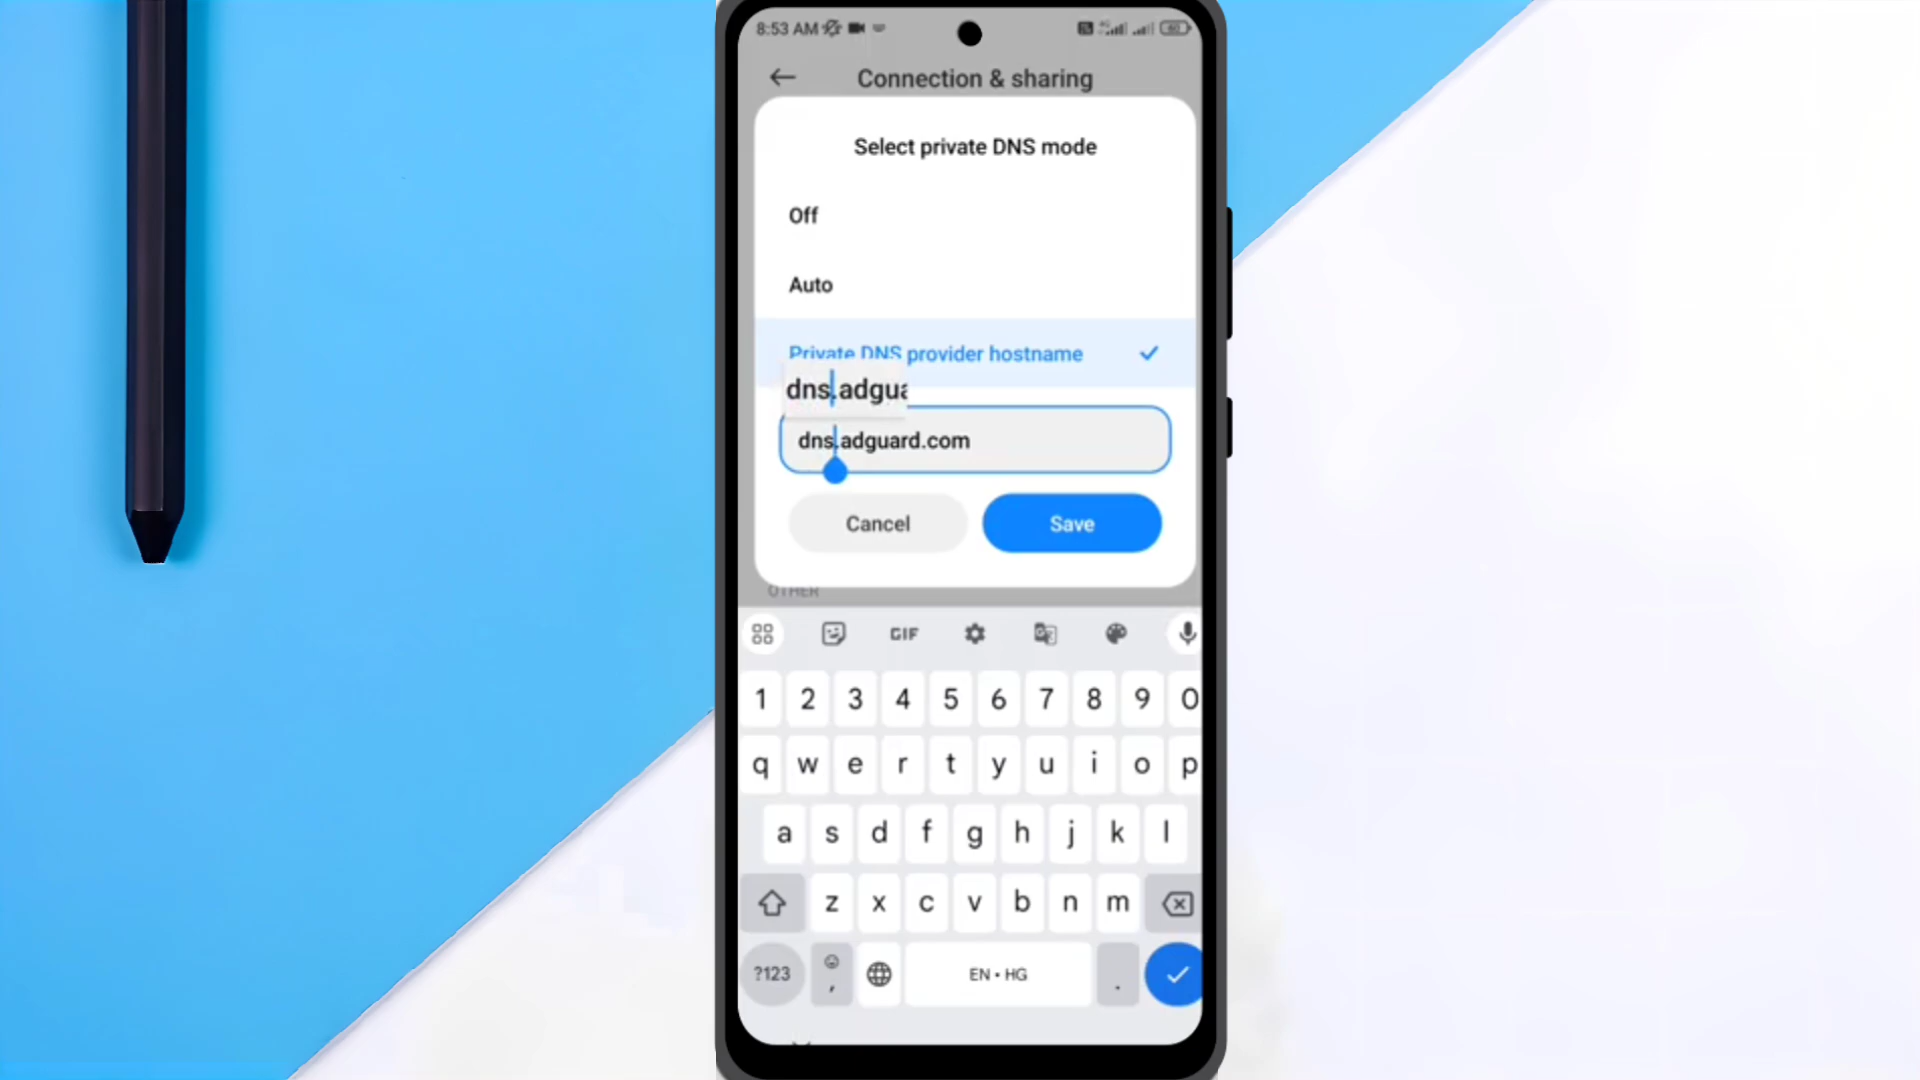 8:53 AM
Connection & sharing
Select private DNS mode
Off
Auto
Private DNS provider hostname
dns.adgua
dns.adguard.com
Cancel
Save
OTHER
GIF
1 2 3 4 5 6 7 8 9 0
q w e r t y u i o p
a s d f g h j k l
z x c v b n m
?123 , EN • HG .